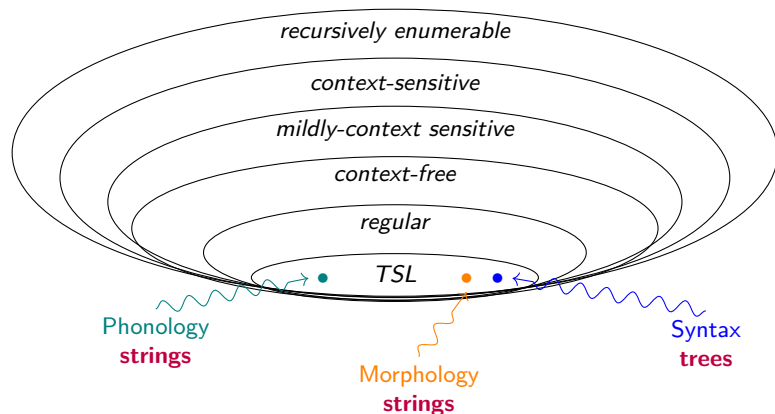 recursively enumerable
context-sensitive
mildly-context sensitive
context-free
regular
TSL
Phonology
strings
Morphology
strings
Syntax
trees